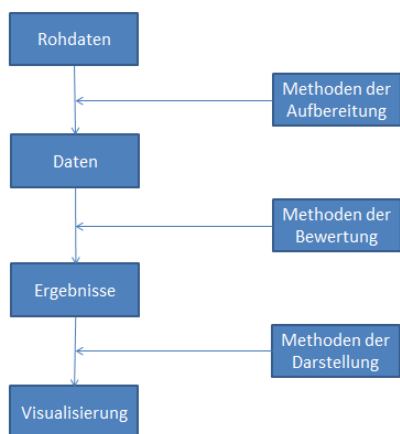 Rohdaten
Methoden der
Aufbereitung
Daten
Methoden der
Bewertung
Ergebnisse
Methoden der
Darstellung
Visualisierung